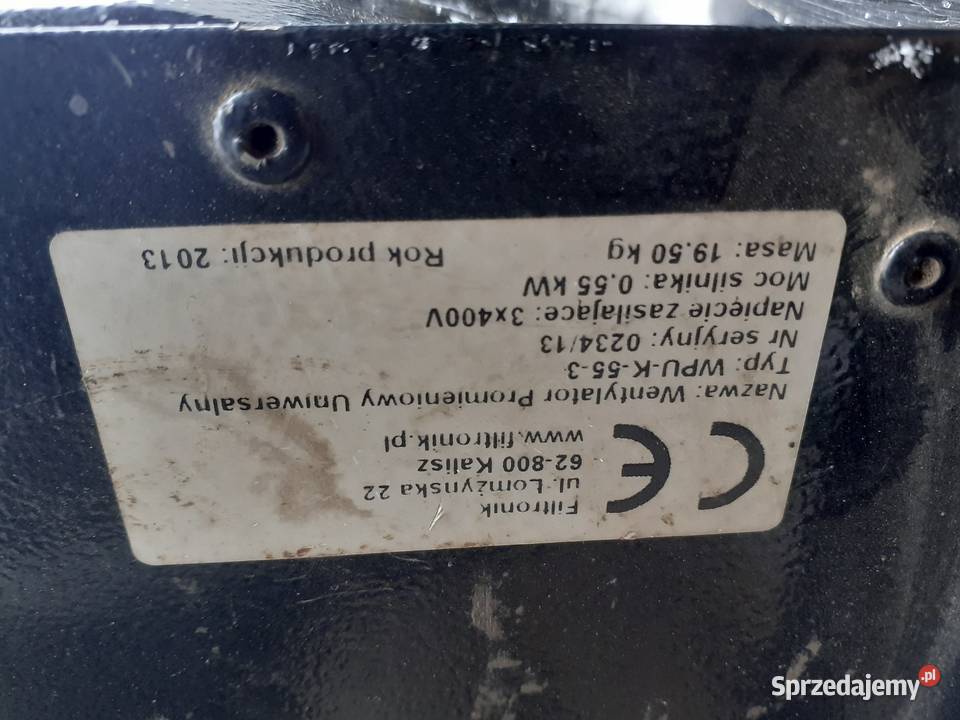 Filtronik
ul. Łomżyńska 22
62-800 Kalisz
www.filtronik.pl
CE
Nazwa: Wentylator Promieniowy Uniwersalny
Typ: WPU-K-55-3
Nr seryjny: 0234/13
Napięcie zasilające: 3x400V
Moc silnika: 0.55 kW
Masa: 19.50 kg Rok produkcji: 2013
Sprzedajemy.pl